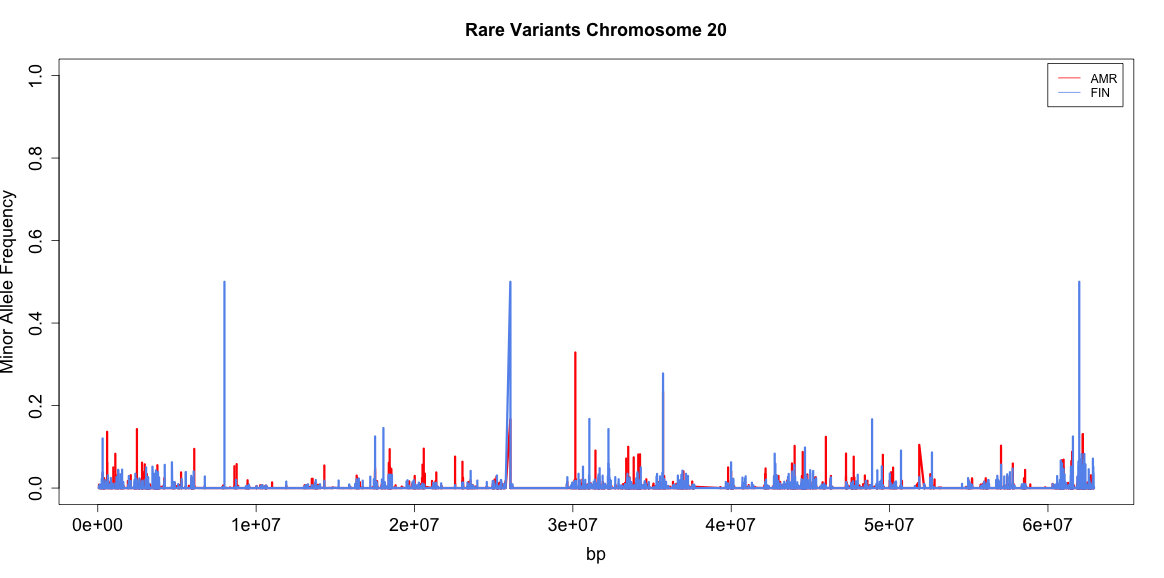 Rare Variants Chromosome 20
AMR
FIN
Minor Allele Frequency
1.0
0.8
0.6
0.4
0.2
0.0
0e+00 1e+07 2e+07 3e+07 4e+07 5e+07 6e+07
bp